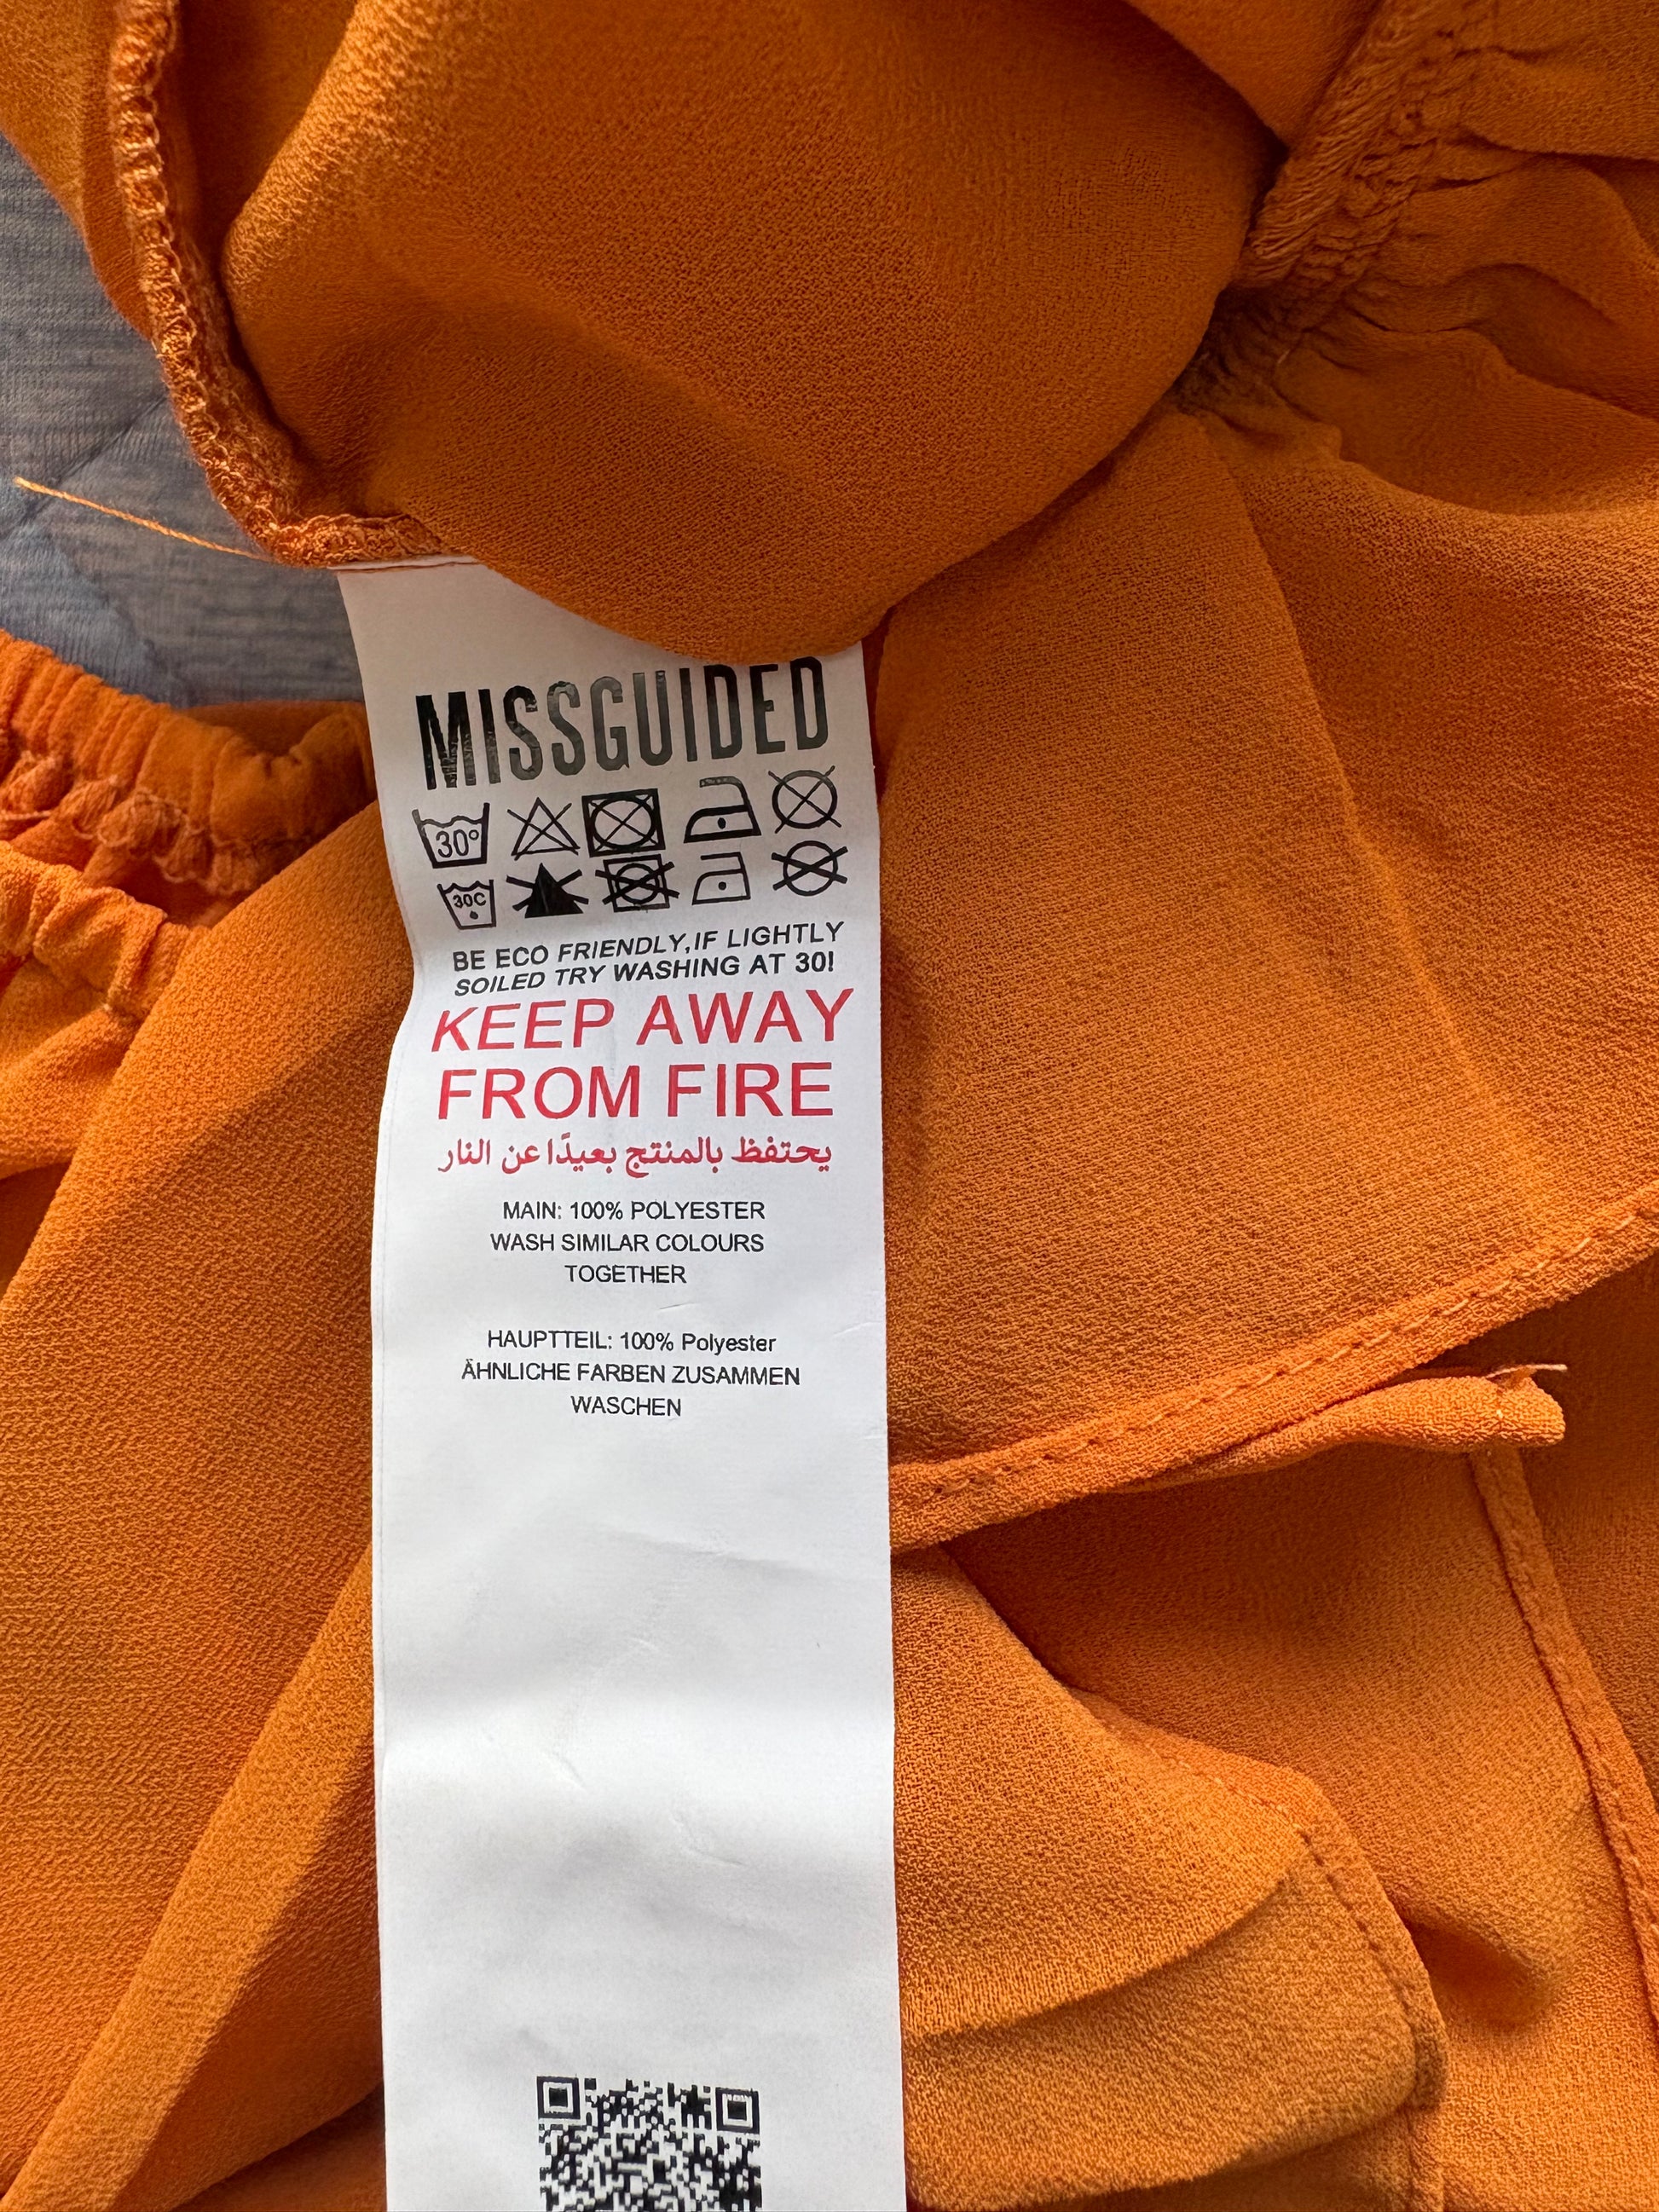 MISSGUIDED
30°
30C
BE ECO FRIENDLY,IF LIGHTLY
SOILED TRY WASHING AT 30!
KEEP AWAY
FROM FIRE
يحتفظ بالمنتج بعيدًا عن النار
MAIN: 100% POLYESTER
WASH SIMILAR COLOURS
TOGETHER
HAUPTTEIL: 100% Polyester
ÄHNLICHE FARBEN ZUSAMMEN
WASCHEN